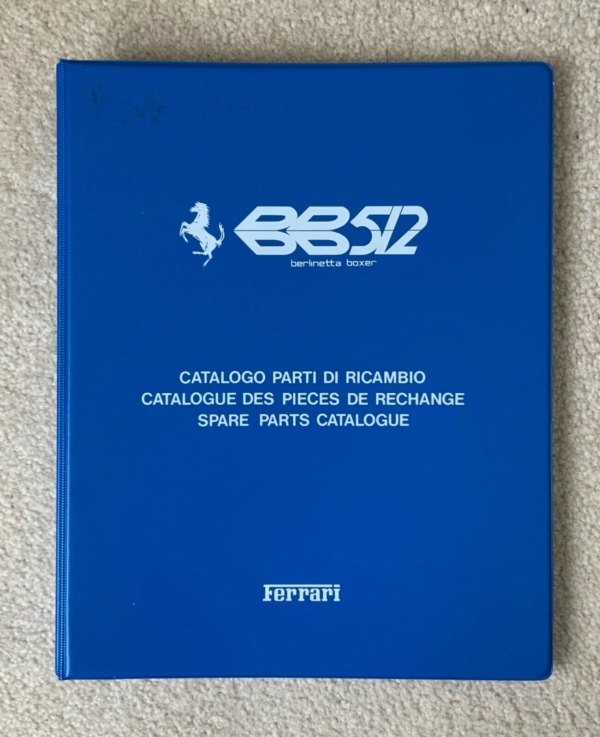 BB512
berlinetta boxer
CATALOGO PARTI DI RICAMBIO
CATALOGUE DES PIECES DE RECHANGE
SPARE PARTS CATALOGUE
Ferrari